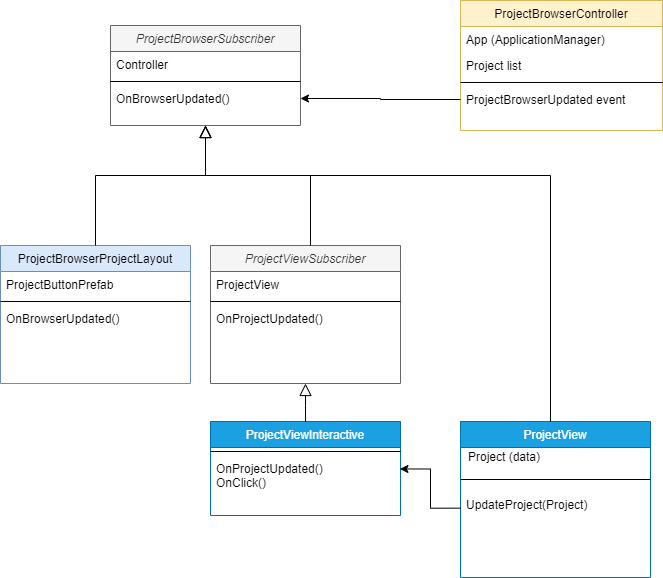 ProjectBrowserController
App (ApplicationManager)
Project list
ProjectBrowserUpdated event
ProjectBrowserSubscriber
Controller
OnBrowserUpdated()
ProjectBrowserProjectLayout
ProjectButtonPrefab
OnBrowserUpdated()
ProjectViewSubscriber
ProjectView
OnProjectUpdated()
ProjectViewInteractive
OnProjectUpdated()
OnClick()
ProjectView
Project (data)
UpdateProject(Project)